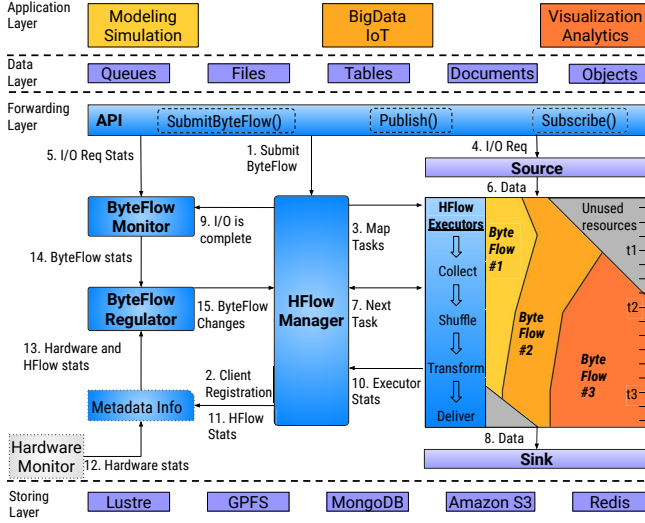 Application
Layer
Modeling
Simulation
BigData
IoT
Visualization
Analytics
Data
Layer
Queues
Files
Tables
Documents
Objects
Forwarding
Layer
API
SubmitByteFlow()
Publish()
Subscribe()
5. I/O Req Stats
1. Submit
ByteFlow
4. I/O Req
Source
6. Data
ByteFlow
Monitor
9. I/O is
complete
3. Map
Tasks
HFlow
Executors
Collect
Shuffle
Transform
Deliver
Byte
Flow
#1
Byte
Flow
#2
Byte
Flow
#3
Unused
resources
t1
t2
t3
14. ByteFlow stats
ByteFlow
Regulator
15. ByteFlow
Changes
HFlow
Manager
7. Next
Task
13. Hardware and
HFlow stats
2. Client
Registration
10. Executor
Stats
Metadata Info
11. HFlow
Stats
Hardware
Monitor
12. Hardware stats
8. Data
Sink
Storing
Layer
Lustre
GPFS
MongoDB
Amazon S3
Redis